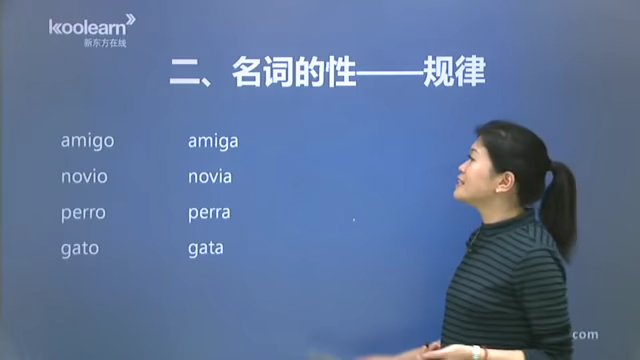 koolearn
新东方在线
二、名词的性——规律
amigo amiga
novio novia
perro perra
gato gata
com